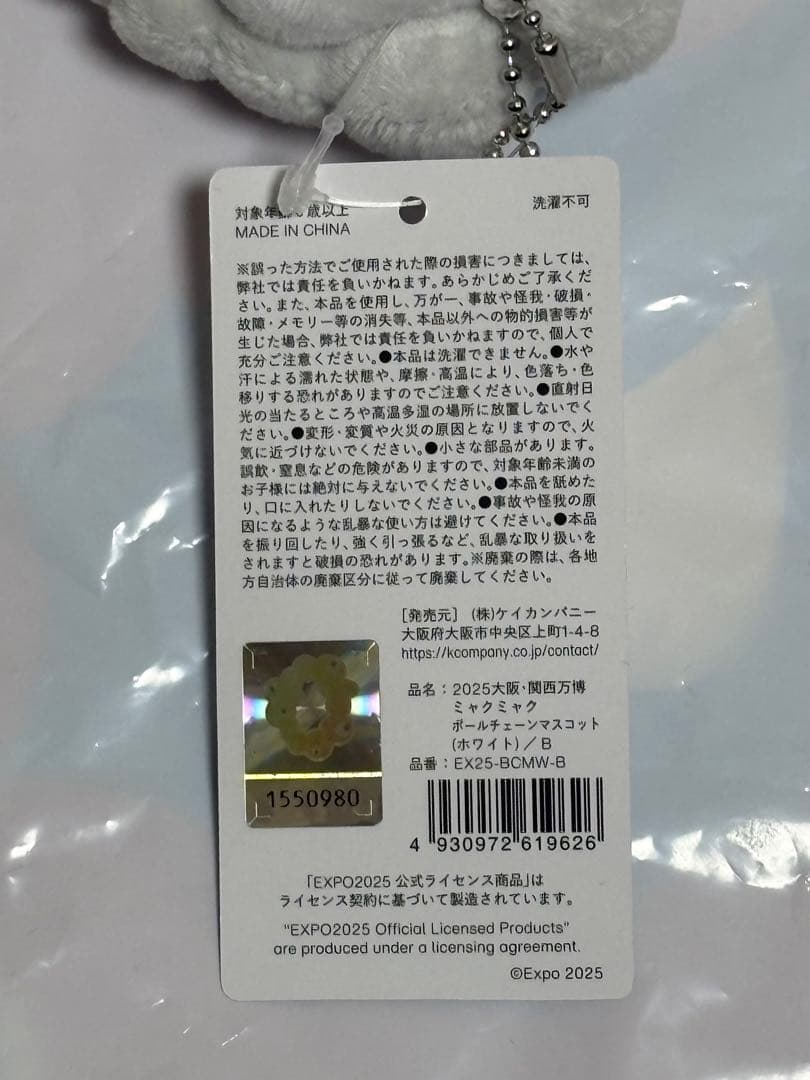 対象年齢 歳以上
洗濯不可
MADE IN CHINA
※誤った方法でご使用された際の損害につきましては、
弊社では責任を負いかねます。あらかじめご了承くだ
さい。また、本品を使用し、万が一、事故や怪我・破損・
故障・メモリー等の消失等、本品以外への物的損害等が
生じた場合、弊社では責任を負いかねますので、個人で
充分ご注意ください。●本品は洗濯できません。●水や
汗による濡れた状態や、摩擦・高温により、色落ち・色
移りする恐れがありますのでご注意ください。●直射日
光の当たるところや高温多湿の場所に放置しないでく
ださい。●変形・変質や火災の原因となりますので、火
気に近づけないでください。●小さな部品があります。
誤飲・窒息などの危険がありますので、対象年齢未満の
お子様には絶対に与えないでください。●本品を舐めた
り、口に入れたりしないでください。●事故や怪我の原
因になるような乱暴な使い方は避けてください。●本品
を振り回したり、強く引っ張るなど、乱暴な取り扱いを
されますと破損の恐れがあります。※廃棄の際は、各地
方自治体の廃棄区分に従って廃棄してください。
[発売元] (株)ケイカンパニー
大阪府大阪市中央区上町1-4-8
https://kcompany.co.jp/contact/
品名：2025大阪・関西万博
ミャクミャク
ボールチェーンマスコット
(ホワイト)／B
品番：EX25-BCMW-B
1550980
4 930972 619626
「EXPO2025 公式ライセンス商品」は
ライセンス契約に基づいて製造されています。
"EXPO2025 Official Licensed Products"
are produced under a licensing agreement.
©Expo 2025